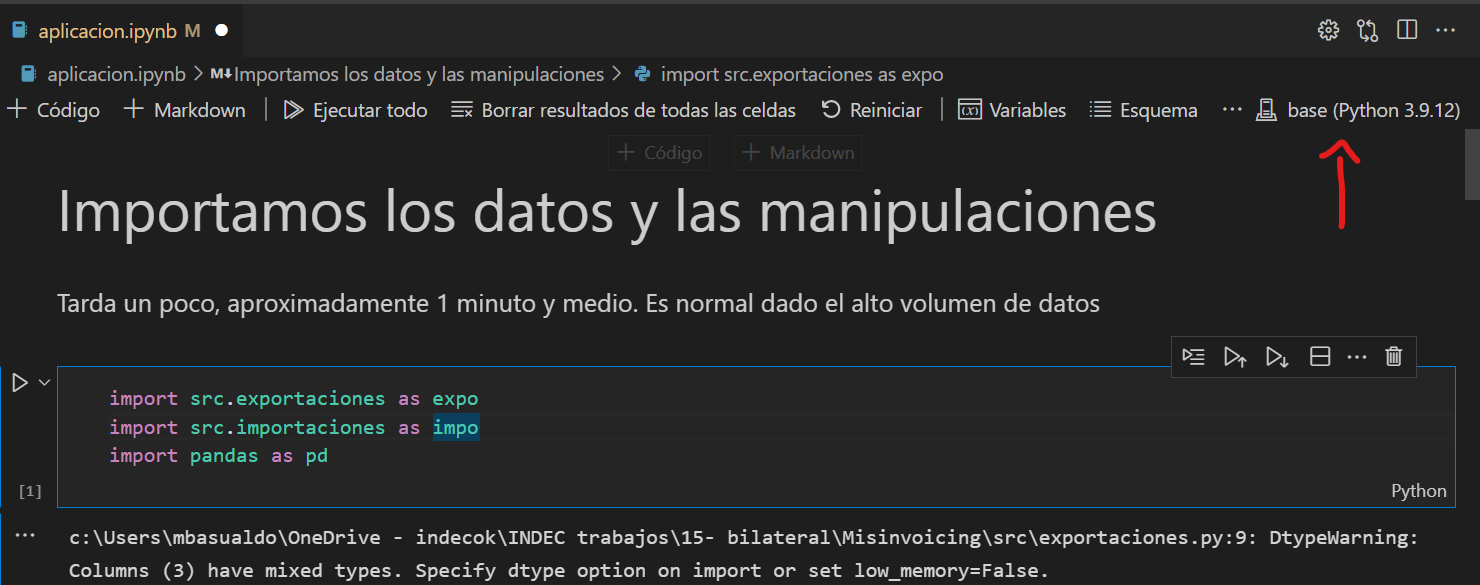 aplicacion.ipynb M
aplicacion.ipynb > M↓Importamos los datos y las manipulaciones > import src.exportaciones as expo
+ Código + Markdown | Ejecutar todo Borrar resultados de todas las celdas Reiniciar | (x) Variables Esquema ... base (Python 3.9.12)
+ Código + Markdown
Importamos los datos y las manipulaciones
Tarda un poco, aproximadamente 1 minuto y medio. Es normal dado el alto volumen de datos
import src.exportaciones as expo
import src.importaciones as impo
import pandas as pd
[1]
Python
... c:\Users\mbasualdo\OneDrive - indecok\INDEC trabajos\15- bilateral\Misinvoicing\src\exportaciones.py:9: DtypeWarning:
Columns (3) have mixed types. Specify dtype option on import or set low_memory=False.